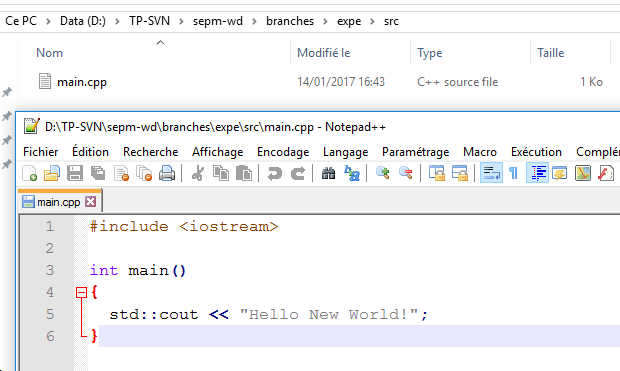 Ce PC > Data (D:) > TP-SVN > sepm-wd > branches > expe > src
Nom Modifié le Type Taille
main.cpp 14/01/2017 16:43 C++ source file 1 Ko
D:\TP-SVN\sepm-wd\branches\expe\src\main.cpp - Notepad++
Fichier Édition Recherche Affichage Encodage Langage Paramétrage Macro Exécution Complém
main.cpp
1 #include <iostream>
2
3 int main()
4 {
5 std::cout << "Hello New World!";
6 }